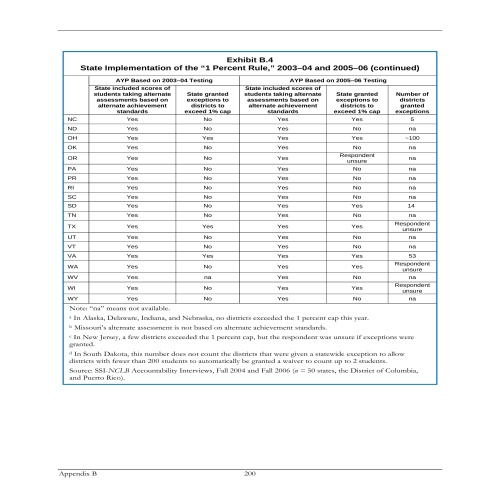 Exhibit B.4
State Implementation of the “1 Percent Rule,” 2003–04 and 2005–06 (continued)
AYP Based on 2003–04 Testing AYP Based on 2005–06 Testing
State included scores of students taking alternate assessments based on alternate achievement standards State granted exceptions to districts to exceed 1% cap State included scores of students taking alternate assessments based on alternate achievement standards State granted exceptions to districts to exceed 1% cap Number of districts granted exceptions
NC Yes No Yes Yes 5
ND Yes No Yes No na
OH Yes Yes Yes Yes ~100
OK Yes No Yes No na
OR Yes No Yes Respondent unsure na
PA Yes No Yes No na
PR Yes No Yes No na
RI Yes No Yes No na
SC Yes No Yes No na
SD Yes No Yes Yes 14
TN Yes No Yes No na
TX Yes Yes Yes Yes Respondent unsure
UT Yes No Yes No na
VT Yes No Yes No na
VA Yes Yes Yes Yes 53
WA Yes No Yes Yes Respondent unsure
WV Yes na Yes No na
WI Yes No Yes Yes Respondent unsure
WY Yes No Yes No na
Note: “na” means not available.
a In Alaska, Delaware, Indiana, and Nebraska, no districts exceeded the 1 percent cap this year.
b Missouri’s alternate assessment is not based on alternate achievement standards.
c In New Jersey, a few districts exceeded the 1 percent cap, but the respondent was unsure if exceptions were
granted.
d In South Dakota, this number does not count the districts that were given a statewide exception to allow
districts with fewer than 200 students to automatically be granted a waiver to count up to 2 students.
Source: SSI-NCLB Accountability Interviews, Fall 2004 and Fall 2006 (n = 50 states, the District of Columbia,
and Puerto Rico).
Appendix B 200